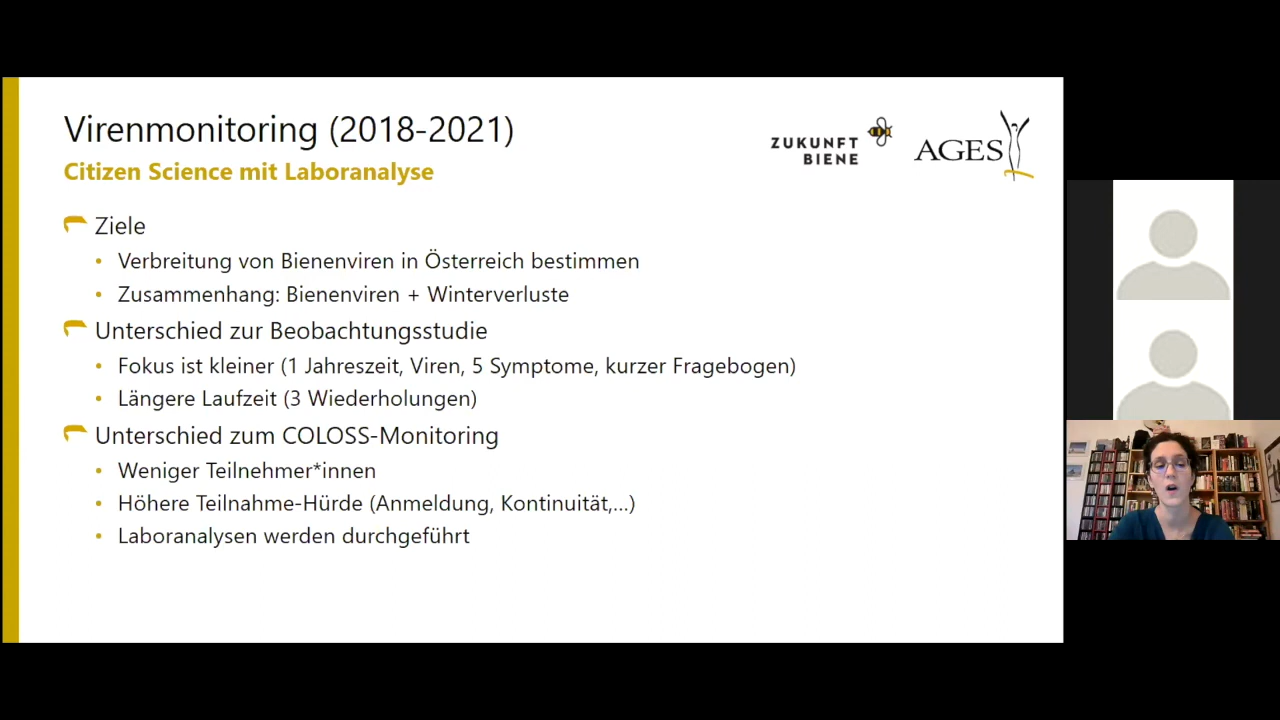 Virenmonitoring (2018-2021)
Citizen Science mit Laboranalyse
ZUKUNFT
BIENE
AGES
Ziele
• Verbreitung von Bienenviren in Österreich bestimmen
• Zusammenhang: Bienenviren + Winterverluste
Unterschied zur Beobachtungsstudie
• Fokus ist kleiner (1 Jahreszeit, Viren, 5 Symptome, kurzer Fragebogen)
• Längere Laufzeit (3 Wiederholungen)
Unterschied zum COLOSS-Monitoring
• Weniger Teilnehmer*innen
• Höhere Teilnahme-Hürde (Anmeldung, Kontinuität,...)
• Laboranalysen werden durchgeführt